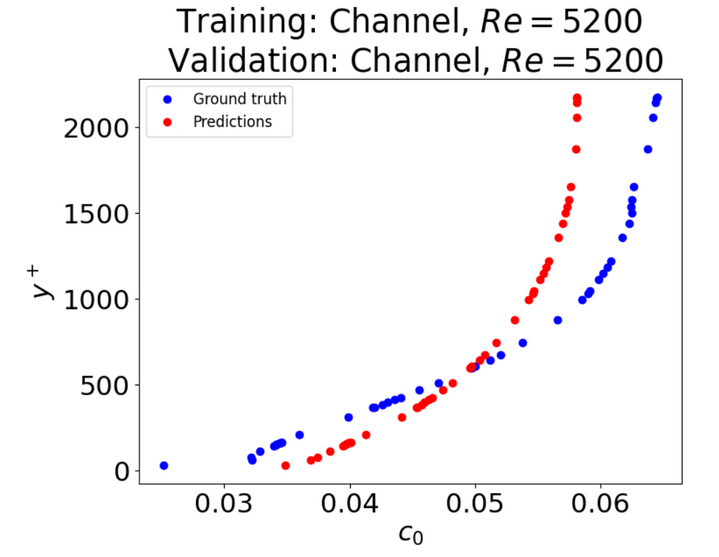 Training: Channel, Re = 5200
Validation: Channel, Re = 5200
Ground truth
Predictions
2000
1500
1000
500
0
y⁺
0.03 0.04 0.05 0.06
c₀